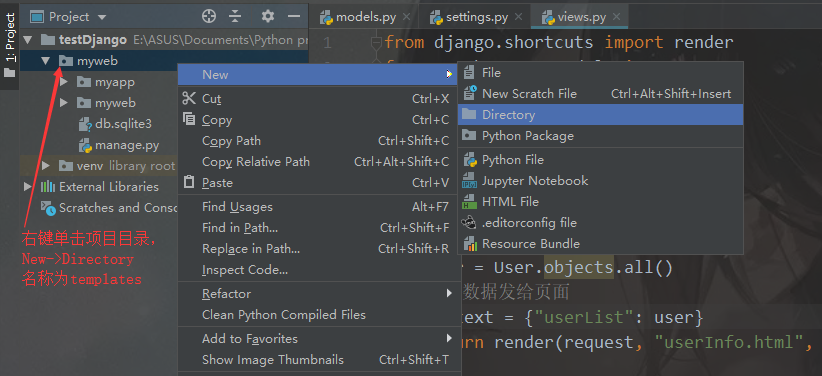 Project
models.py
settings.py
views.py
1: Project
testDjango E:\ASUS\Documents\Python pr
1
from django.shortcuts import render
myweb
myapp
myweb
db.sqlite3
manage.py
venv library root
External Libraries
Scratches and Conso
右键单击项目目录，
New->Directory
名称为templates
New
Cut Ctrl+X
Copy Ctrl+C
Copy Path Ctrl+Shift+C
Copy Relative Path Ctrl+Alt+Shift+C
Paste Ctrl+V
Find Usages Alt+F7
Find in Path... Ctrl+Shift+F
Replace in Path... Ctrl+Shift+R
Inspect Code...
Refactor
Clean Python Compiled Files
Add to Favorites
Show Image Thumbnails Ctrl+Shift+T
File
New Scratch File Ctrl+Alt+Shift+Insert
Directory
Python Package
Python File
Jupyter Notebook
HTML File
.editorconfig file
Resource Bundle
= User.objects.all()
数据发给页面
text = {"userList": user}
rn render(request, "userInfo.html",